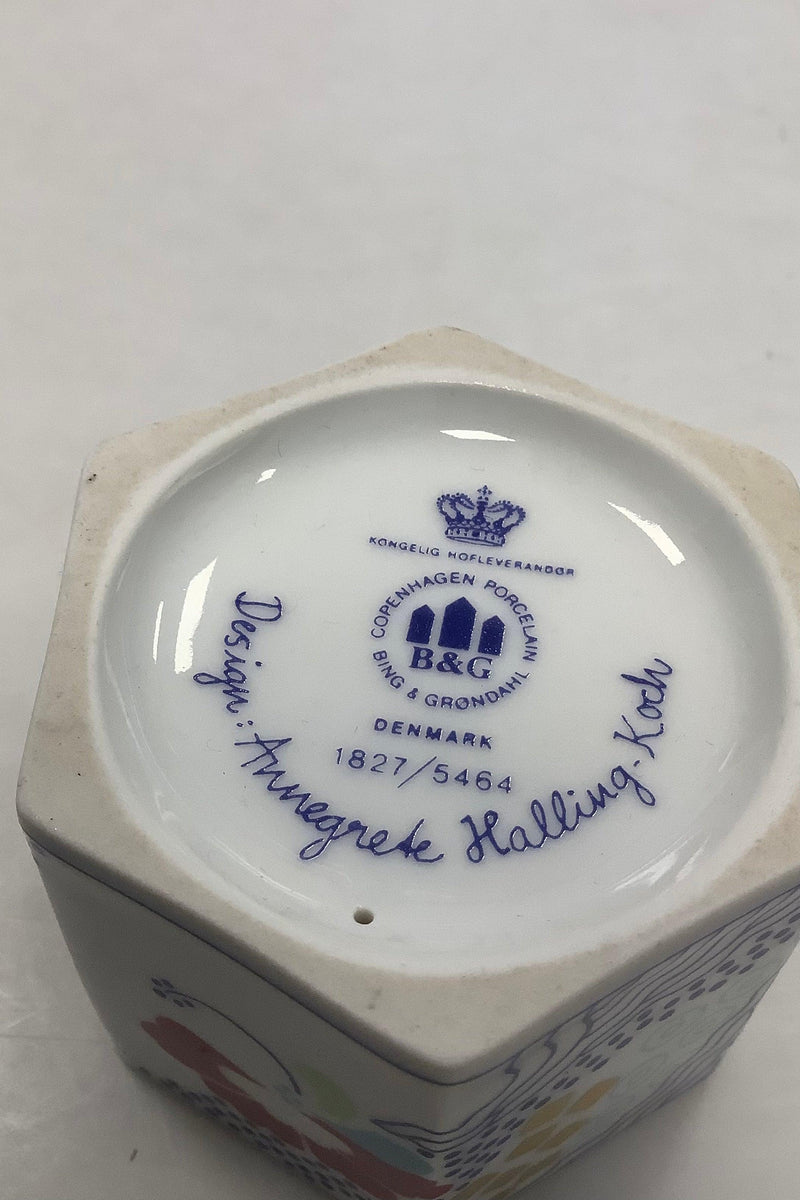 KONGELIG HOFLEVERANDØR
COPENHAGEN PORCELAIN
B&G
BING & GRØNDAHL
DENMARK
1827/5464
Design: Annegrete Halling-Koch